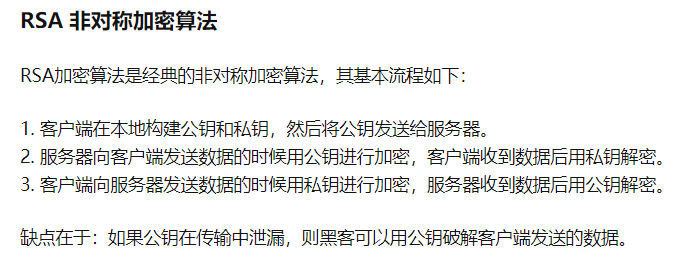 RSA 非对称加密算法
RSA加密算法是经典的非对称加密算法，其基本流程如下：
1. 客户端在本地构建公钥和私钥，然后将公钥发送给服务器。
2. 服务器向客户端发送数据的时候用公钥进行加密，客户端收到数据后用私钥解密。
3. 客户端向服务器发送数据的时候用私钥进行加密，服务器收到数据后用公钥解密。
缺点在于：如果公钥在传输中泄漏，则黑客可以用公钥破解客户端发送的数据。